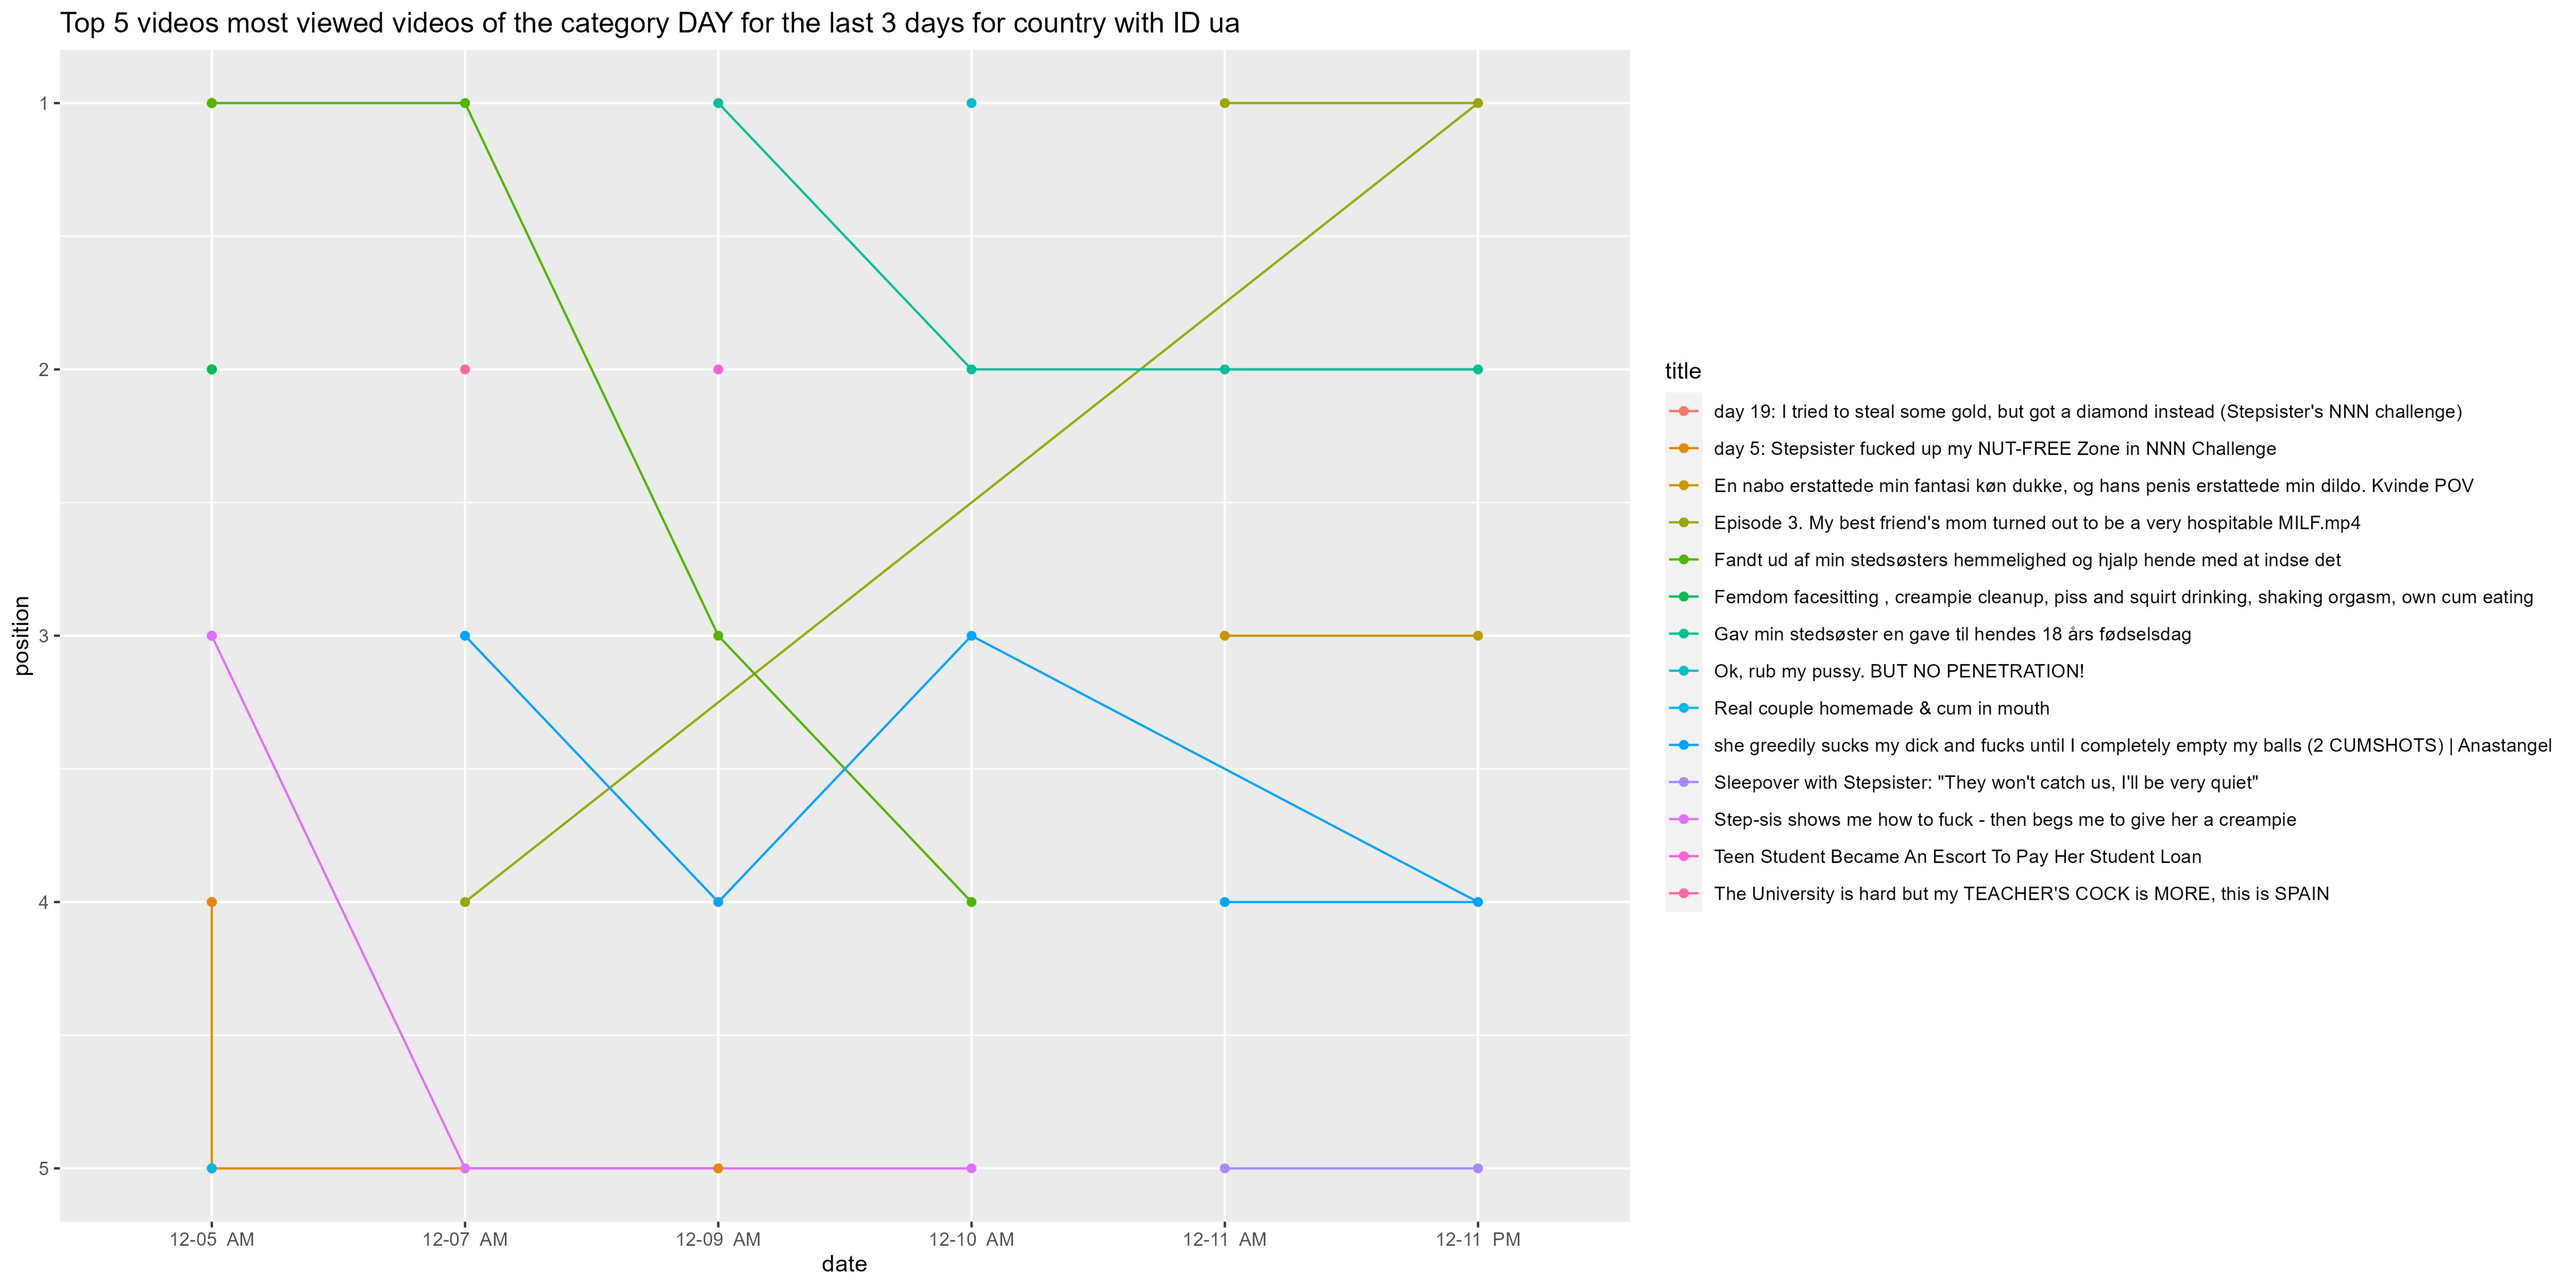 Top 5 videos most viewed videos of the category DAY for the last 3 days for country with ID ua
1
2
3
4
5
position
12-05 AM
12-07 AM
12-09 AM
12-10 AM
12-11 AM
12-11 PM
date
title
day 19: I tried to steal some gold, but got a diamond instead (Stepsister's NNN challenge)
day 5: Stepsister fucked up my NUT-FREE Zone in NNN Challenge
En nabo erstattede min fantasi køn dukke, og hans penis erstattede min dildo. Kvinde POV
Episode 3. My best friend's mom turned out to be a very hospitable MILF.mp4
Fandt ud af min stedsøsters hemmelighed og hjalp hende med at indse det
Femdom facesitting , creampie cleanup, piss and squirt drinking, shaking orgasm, own cum eating
Gav min stedsøster en gave til hendes 18 års fødselsdag
Ok, rub my pussy. BUT NO PENETRATION!
Real couple homemade & cum in mouth
she greedily sucks my dick and fucks until I completely empty my balls (2 CUMSHOTS) | Anastangel
Sleepover with Stepsister: "They won't catch us, I'll be very quiet"
Step-sis shows me how to fuck - then begs me to give her a creampie
Teen Student Became An Escort To Pay Her Student Loan
The University is hard but my TEACHER'S COCK is MORE, this is SPAIN